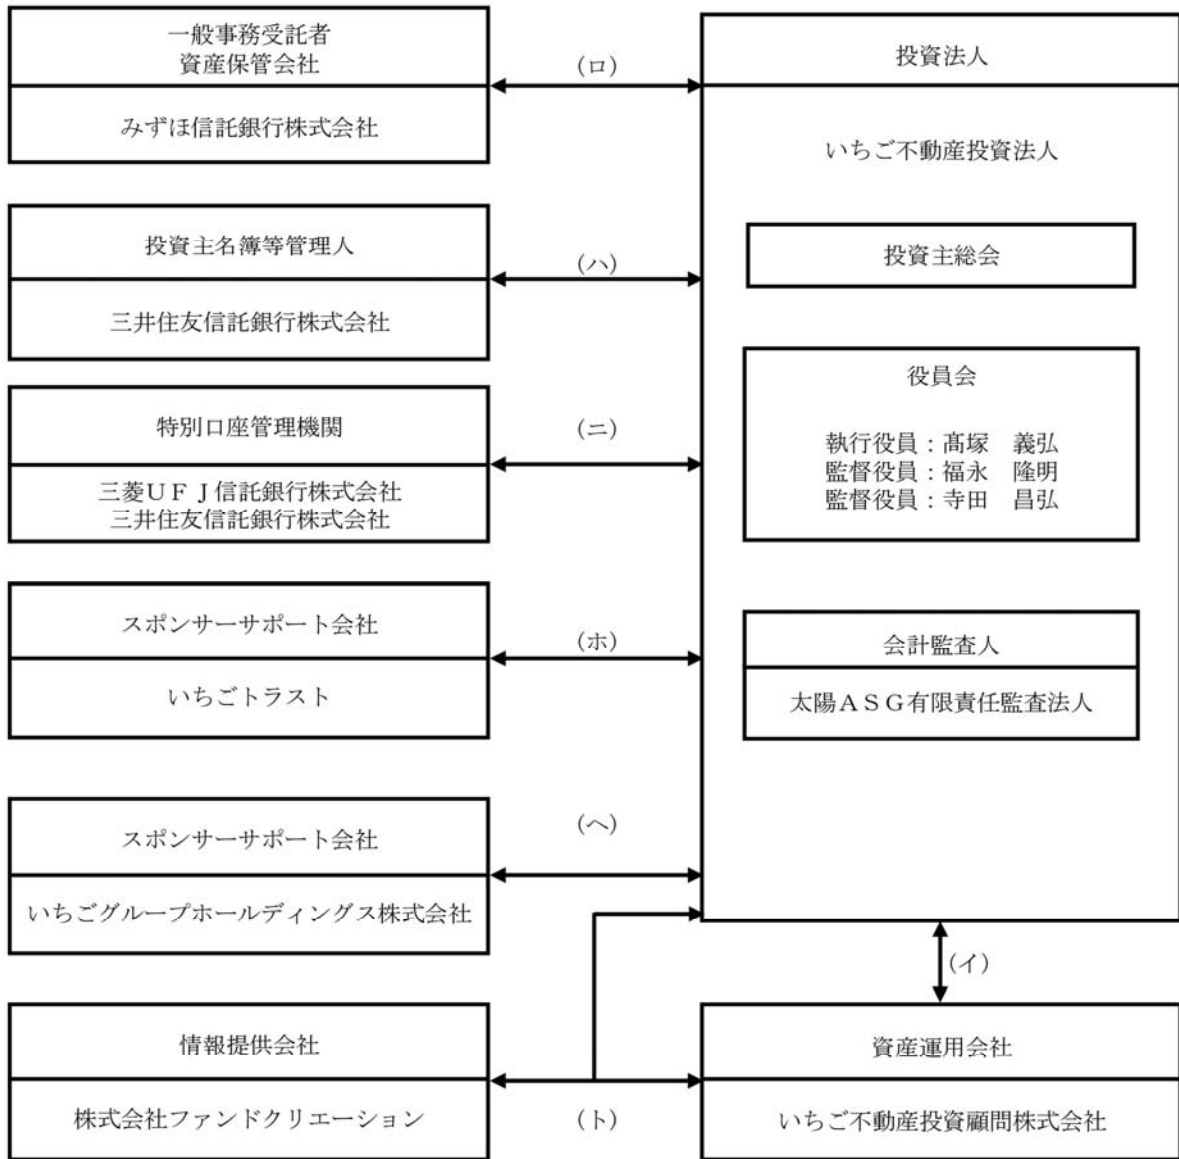 一般事務受託者
資産保管会社
みずほ信託銀行株式会社
(ロ)
投資主名簿等管理人
三井住友信託銀行株式会社
(ハ)
特別口座管理機関
三菱UFJ信託銀行株式会社
三井住友信託銀行株式会社
(ニ)
スポンサーサポート会社
いちごトラスト
(ホ)
スポンサーサポート会社
いちごグループホールディングス株式会社
(ヘ)
情報提供会社
株式会社ファンドクリエーション
(ト)
投資法人
いちご不動産投資法人
投資主総会
役員会
執行役員:髙塚 義弘
監督役員:福永 隆明
監督役員:寺田 昌弘
会計監査人
太陽ASG有限責任監査法人
(イ)
資産運用会社
いちご不動産投資顧問株式会社